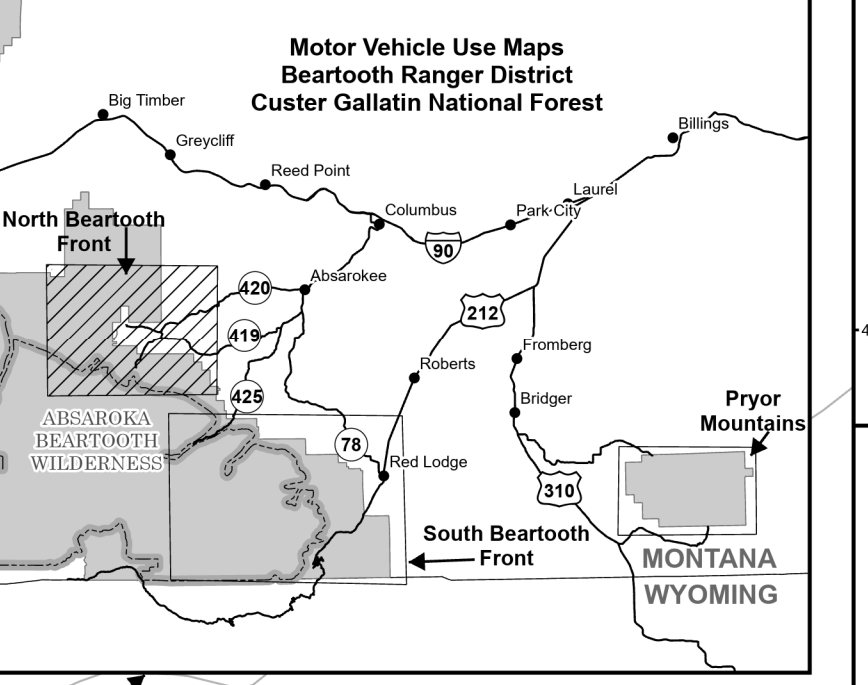 Motor Vehicle Use Maps
Beartooth Ranger District
Custer Gallatin National Forest
Big Timber
Greycliff
Reed Point
Billings
Laurel
Columbus
Park City
North Beartooth
Front
90
Absarokee
420
212
419
4
Fromberg
Roberts
425
Bridger
Pryor
Mountains
ABSAROKA
BEARTOOTH
WILDERNESS
78
Red Lodge
310
South Beartooth
Front
MONTANA
WYOMING